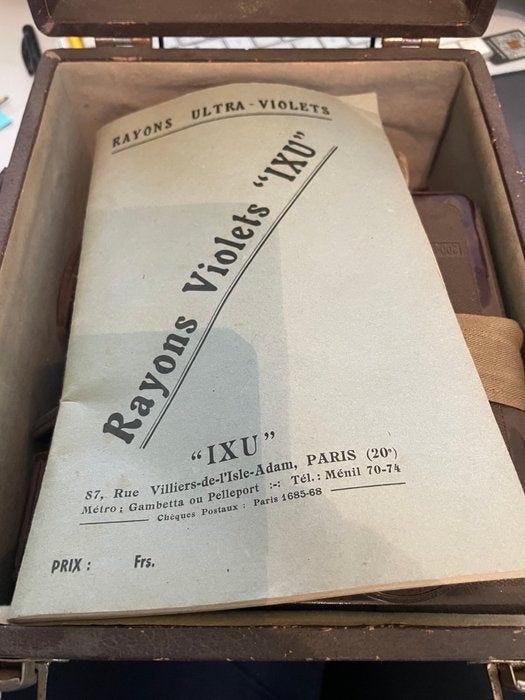 RAYONS ULTRA-VIOLETS
Rayons Violets "IXU"
"IXU"
87, Rue Villiers-de-l'Isle-Adam, PARIS (20ᵉ)
Métro : Gambetta ou Pelleport :-: Tél. : Ménil 70-74
Chèques Postaux : Paris 1685-68
PRIX : Frs.